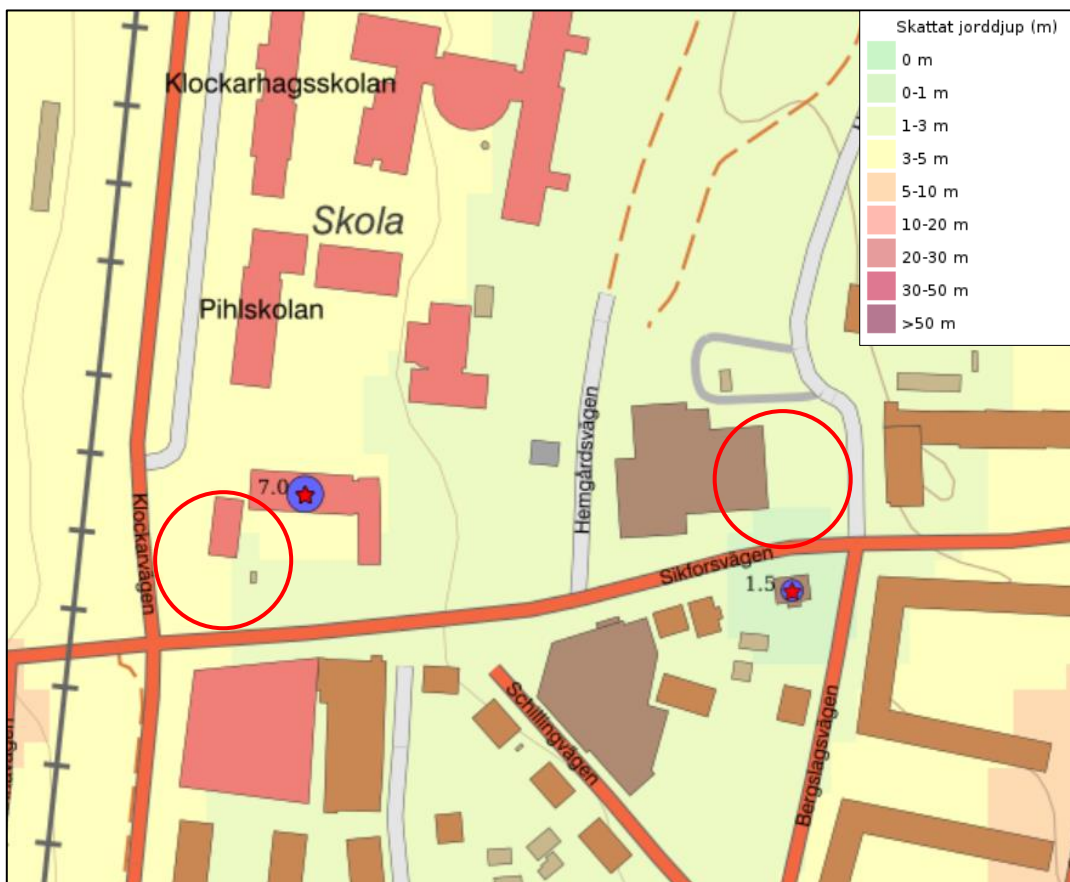 Skattat jorddjup (m)
0 m
0-1 m
1-3 m
3-5 m
5-10 m
10-20 m
20-30 m
30-50 m
>50 m
Klockarhagsskolan
Skola
Pihlskolan
Hemgårdsvägen
7.0
Klockarvägen
Sikforsvägen
1.5
Schillingvägen
Bergslagsvägen